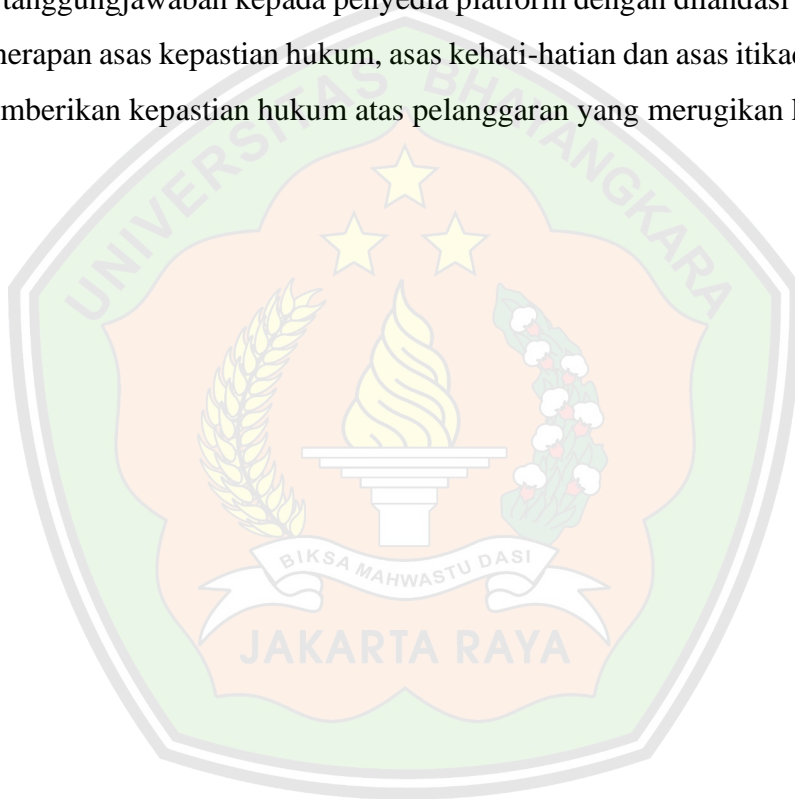 tanggungjawaban kepada penyedia platform dengan dilandasi
nerapan asas kepastian hukum, asas kehati-hatian dan asas itikad
mberikan kepastian hukum atas pelanggaran yang merugikan
UNIVERSITAS BHAYANGKARA
BIKSA MAHWASTU DASI
JAKARTA RAYA